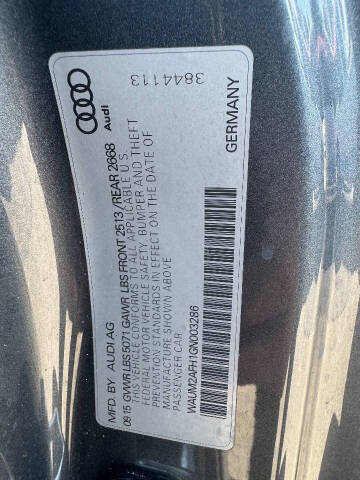 Audi
3844113
MFD. BY AUDI AG
09.15 GVWR LBS 5071 GAWR LBS FRONT 2513 /REAR 2668
THIS VEHICLE CONFORMS TO ALL APPLICABLE U S
FEDERAL MOTOR VEHICLE SAFETY, BUMPER AND THEFT
PREVENTION STANDARDS IN EFFECT ON THE DATE OF
MANUFACTURE SHOWN ABOVE
PASSENGER CAR
WAUM2AFH1GN003286
GERMANY